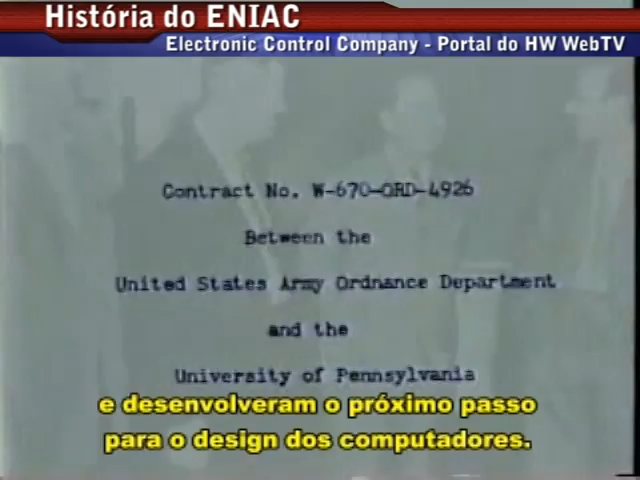 História do ENIAC
Electronic Control Company - Portal do HW WebTV
Contract No. W-670-ORD-4926
Between the
United States Army Ordnance Department
and the
University of Pennsylvania
e desenvolveram o próximo passo
para o design dos computadores.